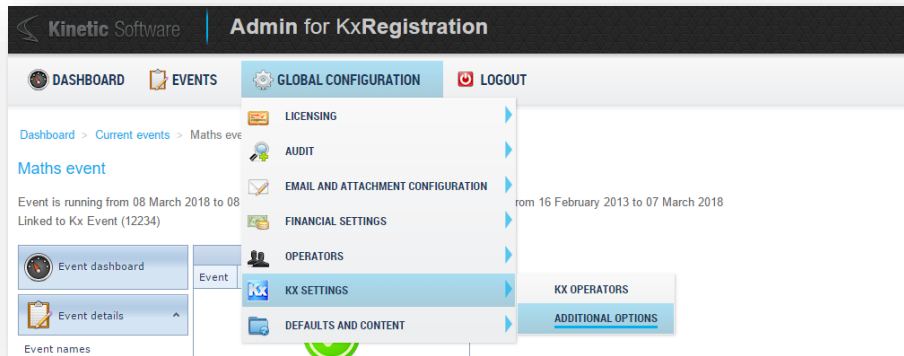 Kinetic Software Admin for KxRegistration
DASHBOARD EVENTS GLOBAL CONFIGURATION LOGOUT
LICENSING
Dashboard > Current events > Maths eve
AUDIT
Maths event
EMAIL AND ATTACHMENT CONFIGURATION
Event is running from 08 March 2018 to 08 rom 16 February 2013 to 07 March 2018
Linked to Kx Event (12234)
FINANCIAL SETTINGS
OPERATORS
Event dashboard
Event
Kx KX SETTINGS KX OPERATORS
Event details
DEFAULTS AND CONTENT ADDITIONAL OPTIONS
Event names